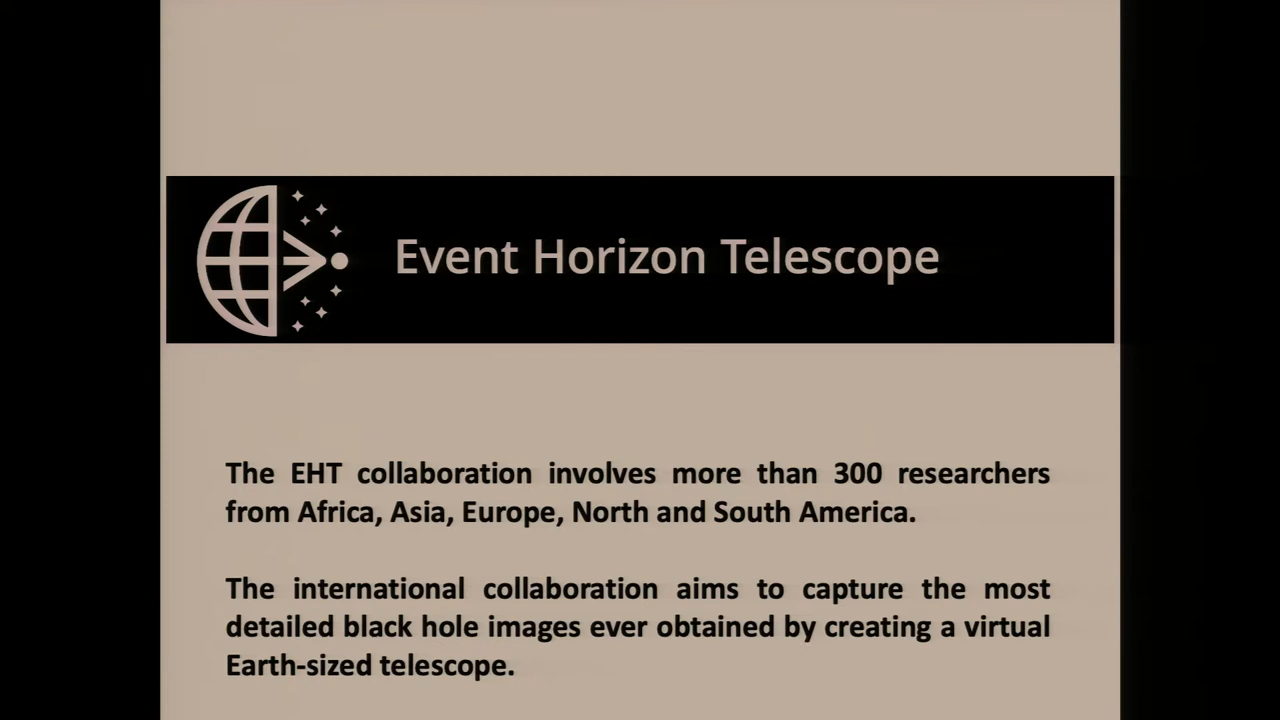 Event Horizon Telescope
The EHT collaboration involves more than 300 researchers
from Africa, Asia, Europe, North and South America.
The international collaboration aims to capture the most
detailed black hole images ever obtained by creating a virtual
Earth-sized telescope.